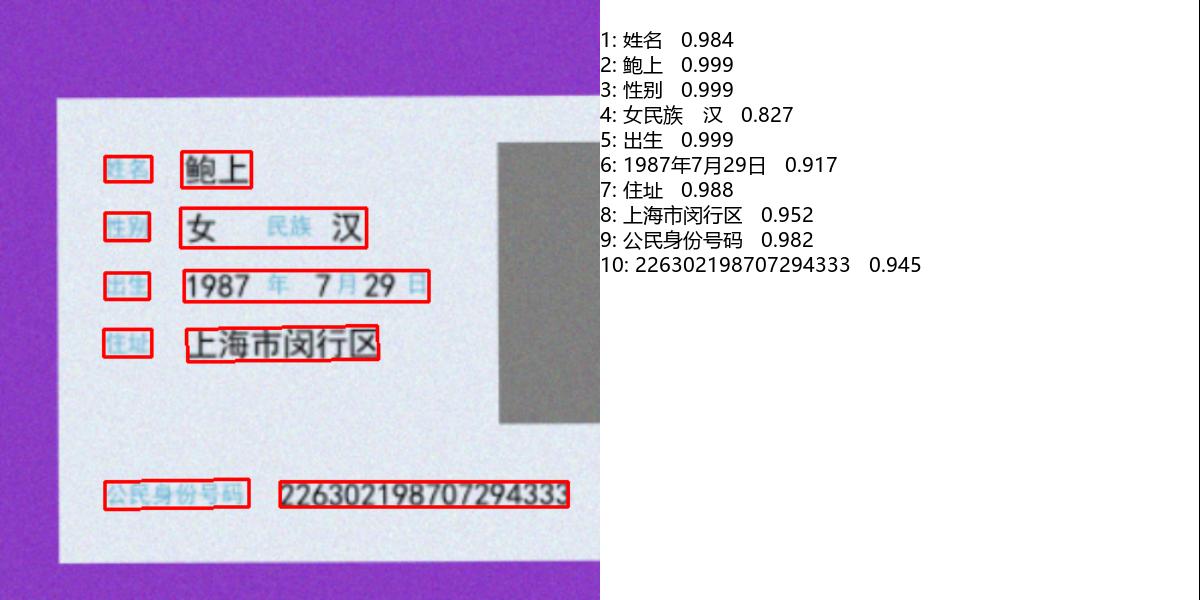 姓名 鲍上
性别 女 民族 汉
出生 1987 年 7 月 29 日
住址 上海市闵行区
公民身份号码 226302198707294333
1: 姓名 0.984
2: 鲍上 0.999
3: 性别 0.999
4: 女民族 汉 0.827
5: 出生 0.999
6: 1987年7月29日 0.917
7: 住址 0.988
8: 上海市闵行区 0.952
9: 公民身份号码 0.982
10: 226302198707294333 0.945